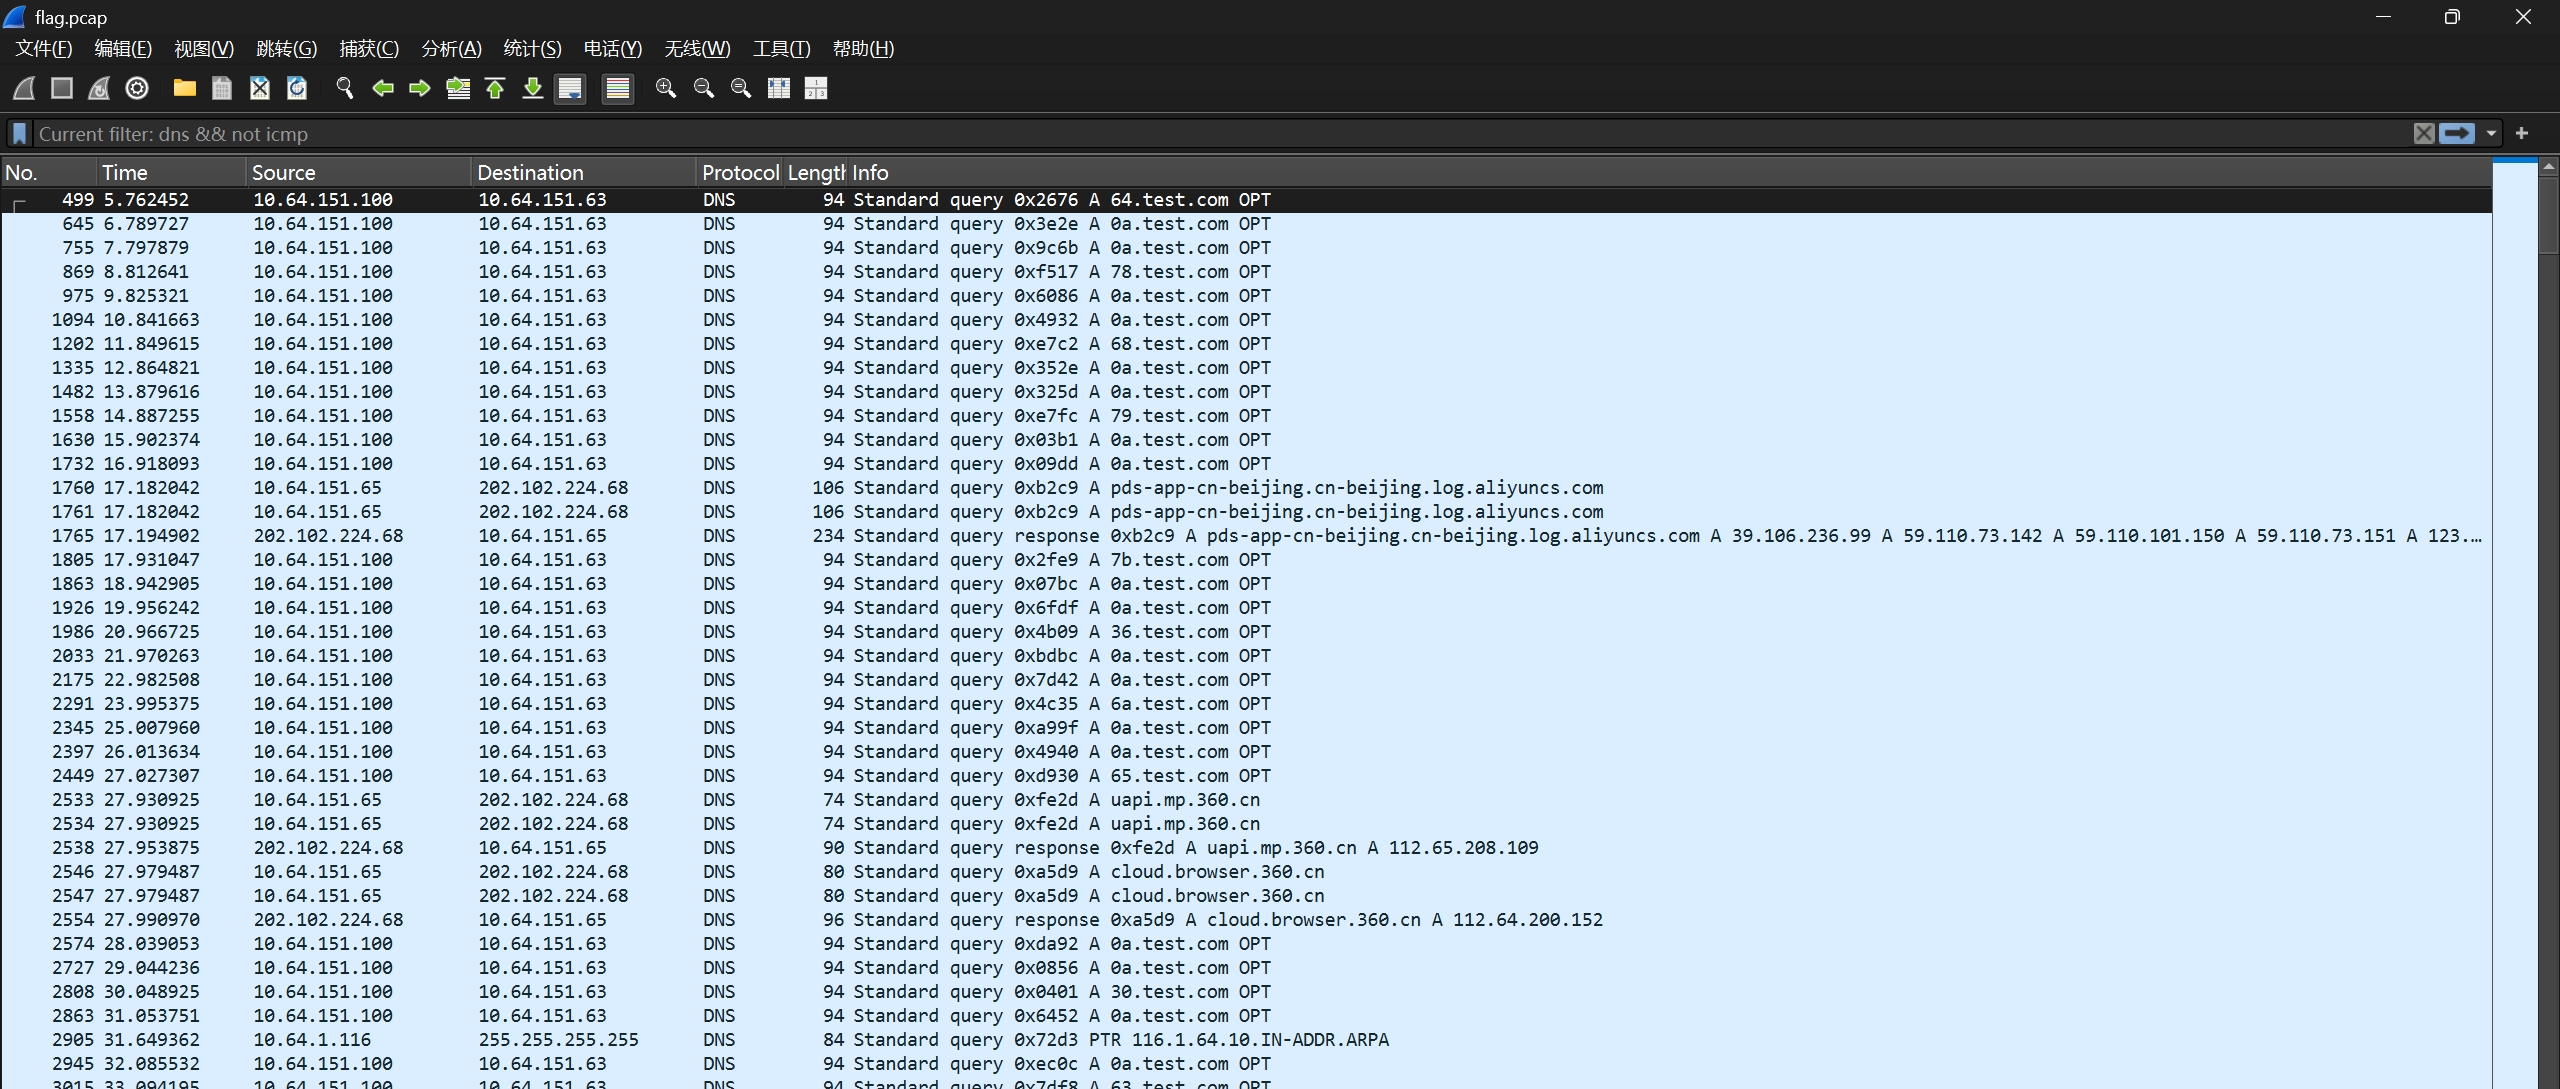 flag.pcap
文件(F) 编辑(E) 视图(V) 跳转(G) 捕获(C) 分析(A) 统计(S) 电话(Y) 无线(W) 工具(T) 帮助(H)
Current filter: dns && not icmp
No. Time Source Destination Protocol Length Info
499 5.762452 10.64.151.100 10.64.151.63 DNS 94 Standard query 0x2676 A 64.test.com OPT
645 6.789727 10.64.151.100 10.64.151.63 DNS 94 Standard query 0x3e2e A 0a.test.com OPT
755 7.797879 10.64.151.100 10.64.151.63 DNS 94 Standard query 0x9c6b A 0a.test.com OPT
869 8.812641 10.64.151.100 10.64.151.63 DNS 94 Standard query 0xf517 A 78.test.com OPT
975 9.825321 10.64.151.100 10.64.151.63 DNS 94 Standard query 0x6086 A 0a.test.com OPT
1094 10.841663 10.64.151.100 10.64.151.63 DNS 94 Standard query 0x4932 A 0a.test.com OPT
1202 11.849615 10.64.151.100 10.64.151.63 DNS 94 Standard query 0xe7c2 A 68.test.com OPT
1335 12.864821 10.64.151.100 10.64.151.63 DNS 94 Standard query 0x352e A 0a.test.com OPT
1482 13.879616 10.64.151.100 10.64.151.63 DNS 94 Standard query 0x325d A 0a.test.com OPT
1558 14.887255 10.64.151.100 10.64.151.63 DNS 94 Standard query 0xe7fc A 79.test.com OPT
1630 15.902374 10.64.151.100 10.64.151.63 DNS 94 Standard query 0x03b1 A 0a.test.com OPT
1732 16.918093 10.64.151.100 10.64.151.63 DNS 94 Standard query 0x09dd A 0a.test.com OPT
1760 17.182042 10.64.151.65 202.102.224.68 DNS 106 Standard query 0xb2c9 A pds-app-cn-beijing.cn-beijing.log.aliyuncs.com
1761 17.182042 10.64.151.65 202.102.224.68 DNS 106 Standard query 0xb2c9 A pds-app-cn-beijing.cn-beijing.log.aliyuncs.com
1765 17.194902 202.102.224.68 10.64.151.65 DNS 234 Standard query response 0xb2c9 A pds-app-cn-beijing.cn-beijing.log.aliyuncs.com A 39.106.236.99 A 59.110.73.142 A 59.110.101.150 A 59.110.73.151 A 123.…
1805 17.931047 10.64.151.100 10.64.151.63 DNS 94 Standard query 0x2fe9 A 7b.test.com OPT
1863 18.942905 10.64.151.100 10.64.151.63 DNS 94 Standard query 0x07bc A 0a.test.com OPT
1926 19.956242 10.64.151.100 10.64.151.63 DNS 94 Standard query 0x6fdf A 0a.test.com OPT
1986 20.966725 10.64.151.100 10.64.151.63 DNS 94 Standard query 0x4b09 A 36.test.com OPT
2033 21.970263 10.64.151.100 10.64.151.63 DNS 94 Standard query 0xbdbc A 0a.test.com OPT
2175 22.982508 10.64.151.100 10.64.151.63 DNS 94 Standard query 0x7d42 A 0a.test.com OPT
2291 23.995375 10.64.151.100 10.64.151.63 DNS 94 Standard query 0x4c35 A 6a.test.com OPT
2345 25.007960 10.64.151.100 10.64.151.63 DNS 94 Standard query 0xa99f A 0a.test.com OPT
2397 26.013634 10.64.151.100 10.64.151.63 DNS 94 Standard query 0x4940 A 0a.test.com OPT
2449 27.027307 10.64.151.100 10.64.151.63 DNS 94 Standard query 0xd930 A 65.test.com OPT
2533 27.930925 10.64.151.65 202.102.224.68 DNS 74 Standard query 0xfe2d A uapi.mp.360.cn
2534 27.930925 10.64.151.65 202.102.224.68 DNS 74 Standard query 0xfe2d A uapi.mp.360.cn
2538 27.953875 202.102.224.68 10.64.151.65 DNS 90 Standard query response 0xfe2d A uapi.mp.360.cn A 112.65.208.109
2546 27.979487 10.64.151.65 202.102.224.68 DNS 80 Standard query 0xa5d9 A cloud.browser.360.cn
2547 27.979487 10.64.151.65 202.102.224.68 DNS 80 Standard query 0xa5d9 A cloud.browser.360.cn
2554 27.990970 202.102.224.68 10.64.151.65 DNS 96 Standard query response 0xa5d9 A cloud.browser.360.cn A 112.64.200.152
2574 28.039053 10.64.151.100 10.64.151.63 DNS 94 Standard query 0xda92 A 0a.test.com OPT
2727 29.044236 10.64.151.100 10.64.151.63 DNS 94 Standard query 0x0856 A 0a.test.com OPT
2808 30.048925 10.64.151.100 10.64.151.63 DNS 94 Standard query 0x0401 A 30.test.com OPT
2863 31.053751 10.64.151.100 10.64.151.63 DNS 94 Standard query 0x6452 A 0a.test.com OPT
2905 31.649362 10.64.1.116 255.255.255.255 DNS 84 Standard query 0x72d3 PTR 116.1.64.10.IN-ADDR.ARPA
2945 32.085532 10.64.151.100 10.64.151.63 DNS 94 Standard query 0xec0c A 0a.test.com OPT
3015 33.094195 10.64.151.100 10.64.151.63 DNS 94 Standard query 0x7df8 A 63.test.com OPT